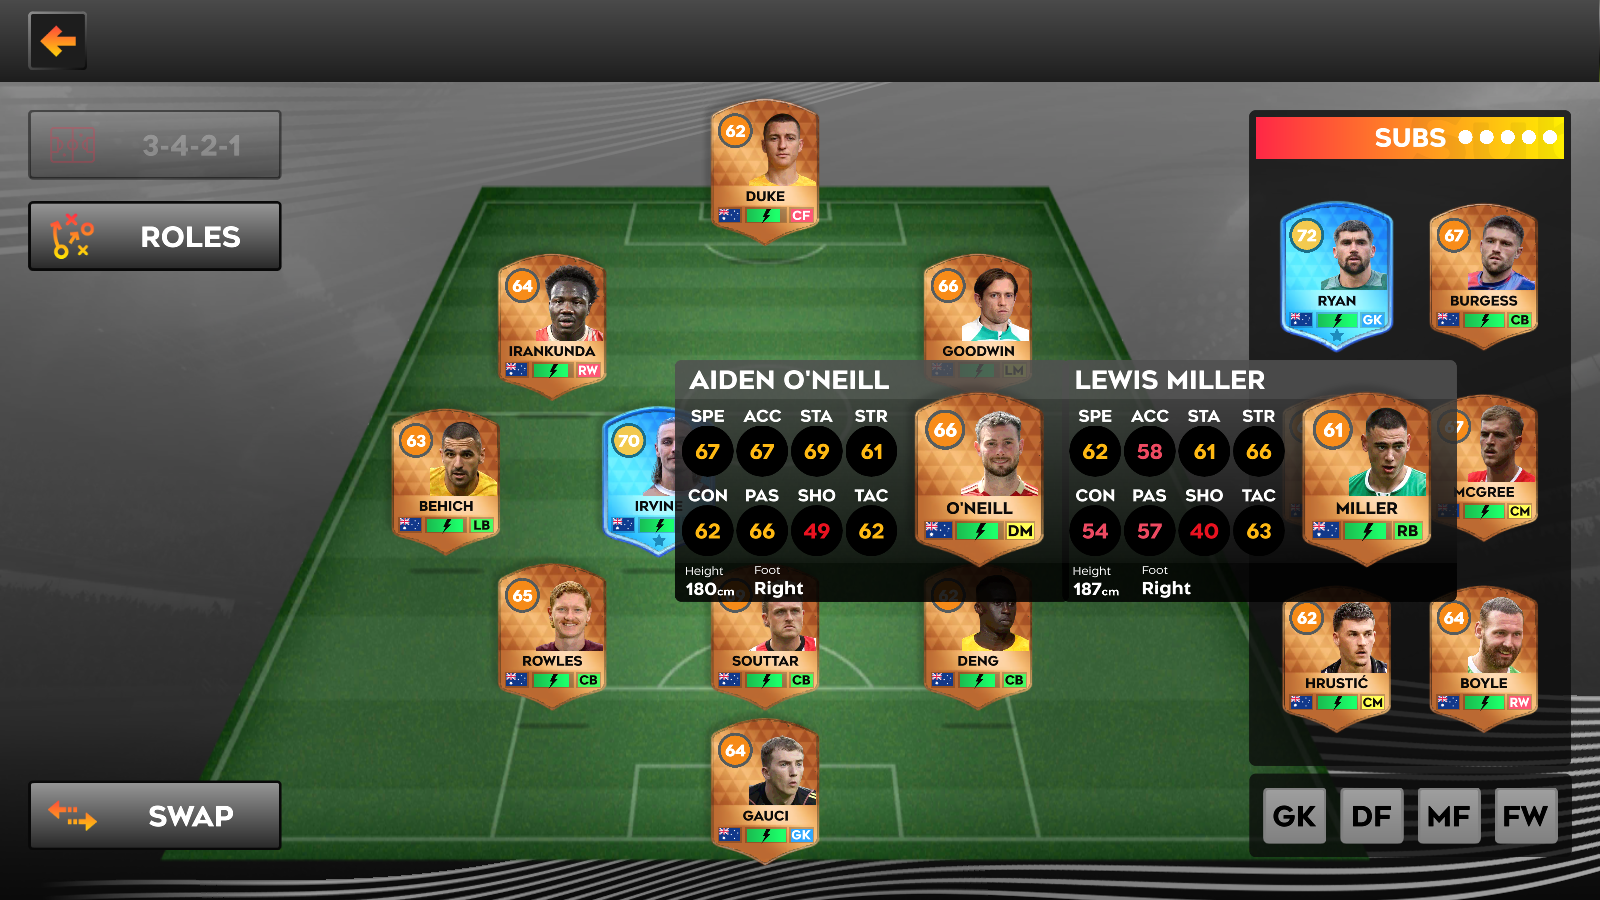 3-4-2-1
ROLES
SWAP
62
DUKE
CF
64
IRANKUNDA
RW
66
GOODWIN
LM
63
BEHICH
LB
70
IRVINE
AIDEN O'NEILL
SPE ACC STA STR
67 67 69 61
CON PAS SHO TAC
62 66 49 62
Height Foot
180cm Right
66
O'NEILL
DM
LEWIS MILLER
SPE ACC STA STR
62 58 61 66
CON PAS SHO TAC
54 57 40 63
Height Foot
187cm Right
61
MILLER
RB
65
ROWLES
CB
SOUTTAR
CB
62
DENG
CB
64
GAUCI
GK
SUBS
72
RYAN
GK
67
BURGESS
CB
MCGREE
CM
62
HRUSTIĆ
CM
64
BOYLE
RW
GK DF MF FW